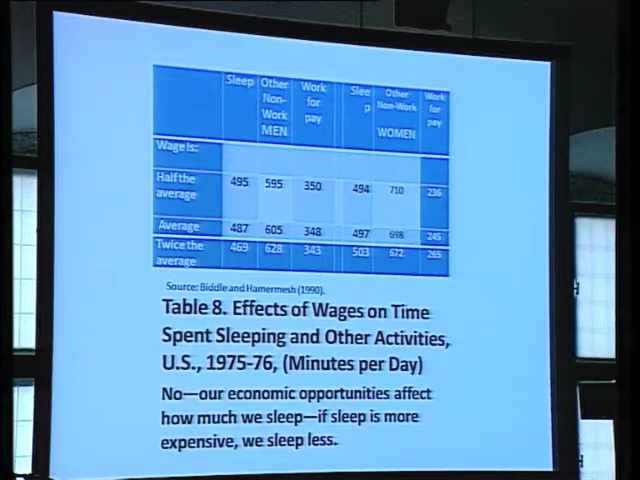 Sleep Other Non-Work MEN Work for pay Sleep Other Non-Work WOMEN Work for pay
Wage is:
Half the average 495 595 350 494 710 236
Average 487 605 348 497 698 245
Twice the average 469 628 343 503 672 265
Source: Biddle and Hamermesh (1990).
Table 8. Effects of Wages on Time
Spent Sleeping and Other Activities,
U.S., 1975-76, (Minutes per Day)
No—our economic opportunities affect
how much we sleep—if sleep is more
expensive, we sleep less.